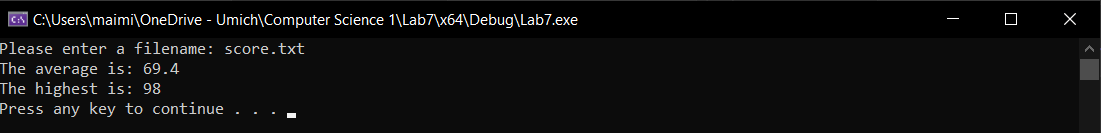 C:\Users\maimi\OneDrive - Umich\Computer Science 1\Lab7\x64\Debug\Lab7.exe
Please enter a filename: score.txt
The average is: 69.4
The highest is: 98
Press any key to continue . . .